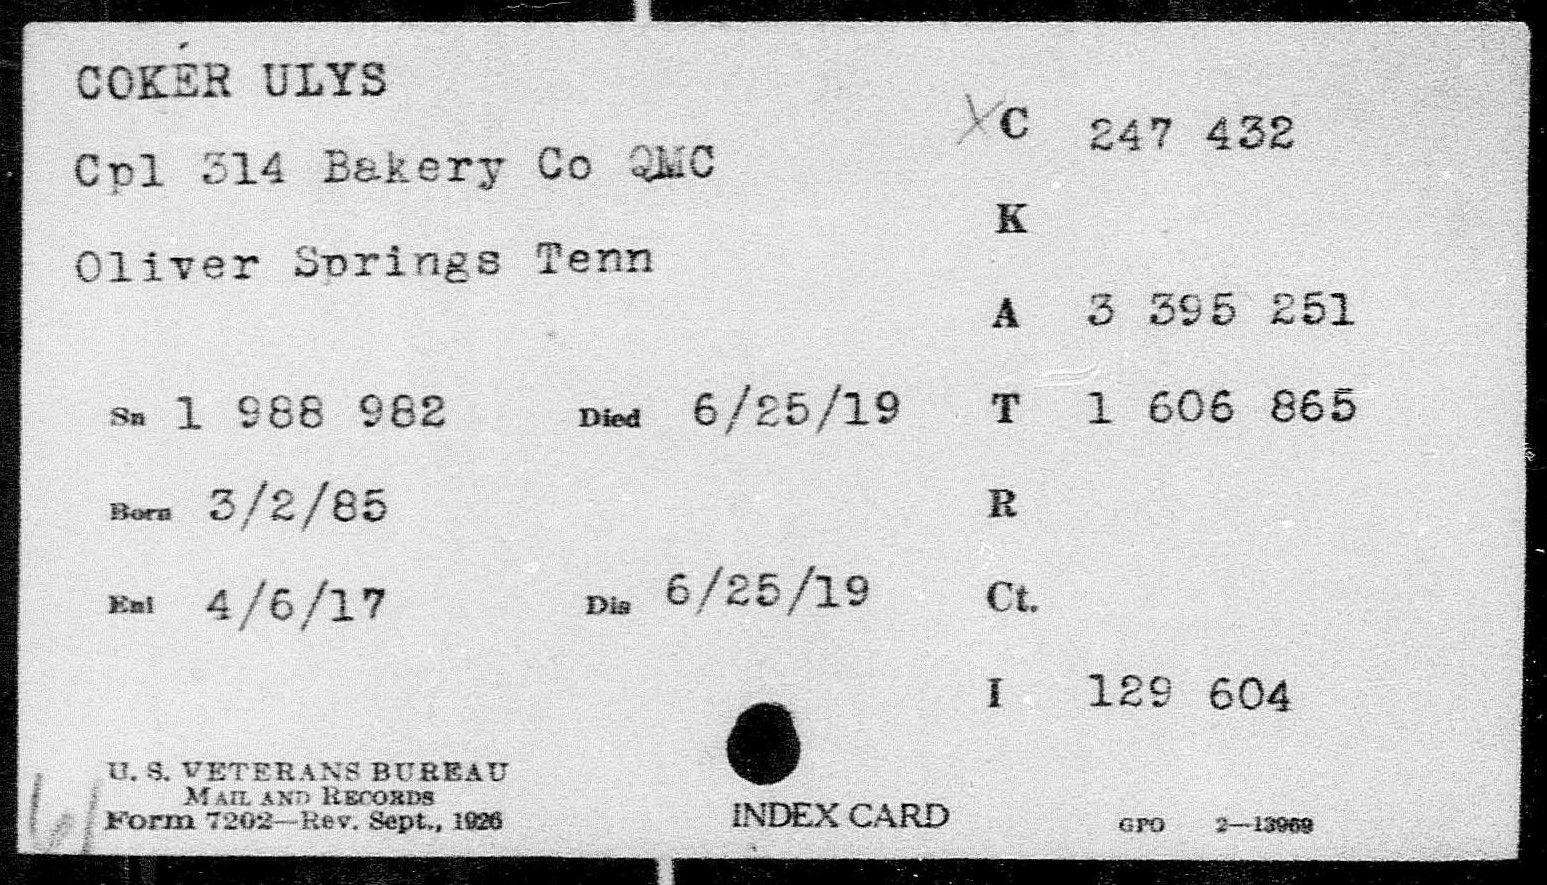 COKER ULYS
Cpl 314 Bakery Co QMC
Oliver Springs Tenn
XC 247 432
K
A 3 395 251
Sn 1 988 982 Died 6/25/19 T 1 606 865
Born 3/2/85 R
Enl 4/6/17 Dis 6/25/19 Ct.
I 129 604
U. S. VETERANS BUREAU
MAIL AND RECORDS
Form 7202—Rev. Sept., 1926
INDEX CARD
GPO 2—13969